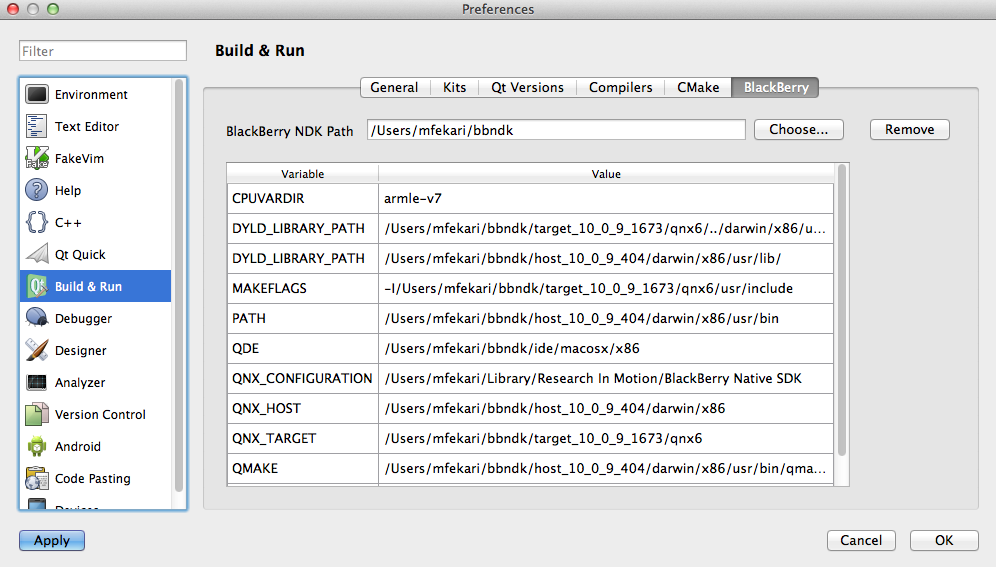 Preferences
Filter
Build & Run
Environment
Text Editor
FakeVim
Help
C++
Qt Quick
Build & Run
Debugger
Designer
Analyzer
Version Control
Android
Code Pasting
Devices
General Kits Qt Versions Compilers CMake BlackBerry
BlackBerry NDK Path /Users/mfekari/bbndk Choose... Remove
Variable Value
CPUVARDIR armle-v7
DYLD_LIBRARY_PATH /Users/mfekari/bbndk/target_10_0_9_1673/qnx6/../darwin/x86/u...
DYLD_LIBRARY_PATH /Users/mfekari/bbndk/host_10_0_9_404/darwin/x86/usr/lib/
MAKEFLAGS -I/Users/mfekari/bbndk/target_10_0_9_1673/qnx6/usr/include
PATH /Users/mfekari/bbndk/host_10_0_9_404/darwin/x86/usr/bin
QDE /Users/mfekari/bbndk/ide/macosx/x86
QNX_CONFIGURATION /Users/mfekari/Library/Research In Motion/BlackBerry Native SDK
QNX_HOST /Users/mfekari/bbndk/host_10_0_9_404/darwin/x86
QNX_TARGET /Users/mfekari/bbndk/target_10_0_9_1673/qnx6
QMAKE /Users/mfekari/bbndk/host_10_0_9_404/darwin/x86/usr/bin/qma...
Apply Cancel OK